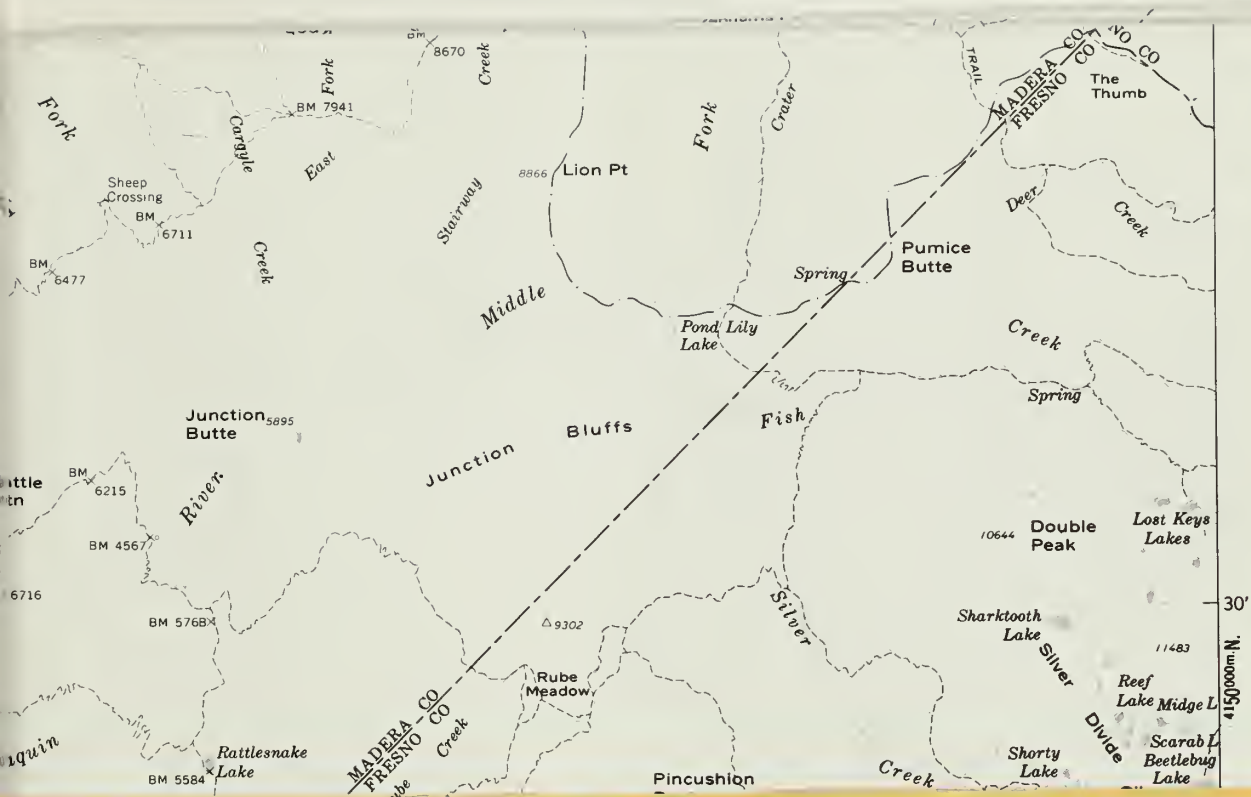 BM
8670
Creek
Fork
BM 7941
East
Cargyle
Fork
Sheep
Crossing
BM
6711
BM
6477
Creek
Stairway
8866 Lion Pt
Fork
Crater
TRAIL
MADERA CO
FRESNO CO
NO CO
The
Thumb
Deer
Creek
Pumice
Butte
Spring
Middle
Pond Lily
Lake
Creek
Spring
Fish
Junction Bluffs
Junction
Butte
5895
BM
6215
River
BM 4567
6716
BM 5768
9302
Rube
Meadow
Silver
10644
Double
Peak
Lost Keys
Lakes
30'
Sharktooth
Lake
Silver
11483
Reef
Lake
Midge L
4150000m.N.
Divide
Scarab L
Beetlebug
Lake
Shorty
Lake
Creek
Pincushion
MADERA CO
FRESNO CO
Creek
Rattlesnake
Lake
BM 5584